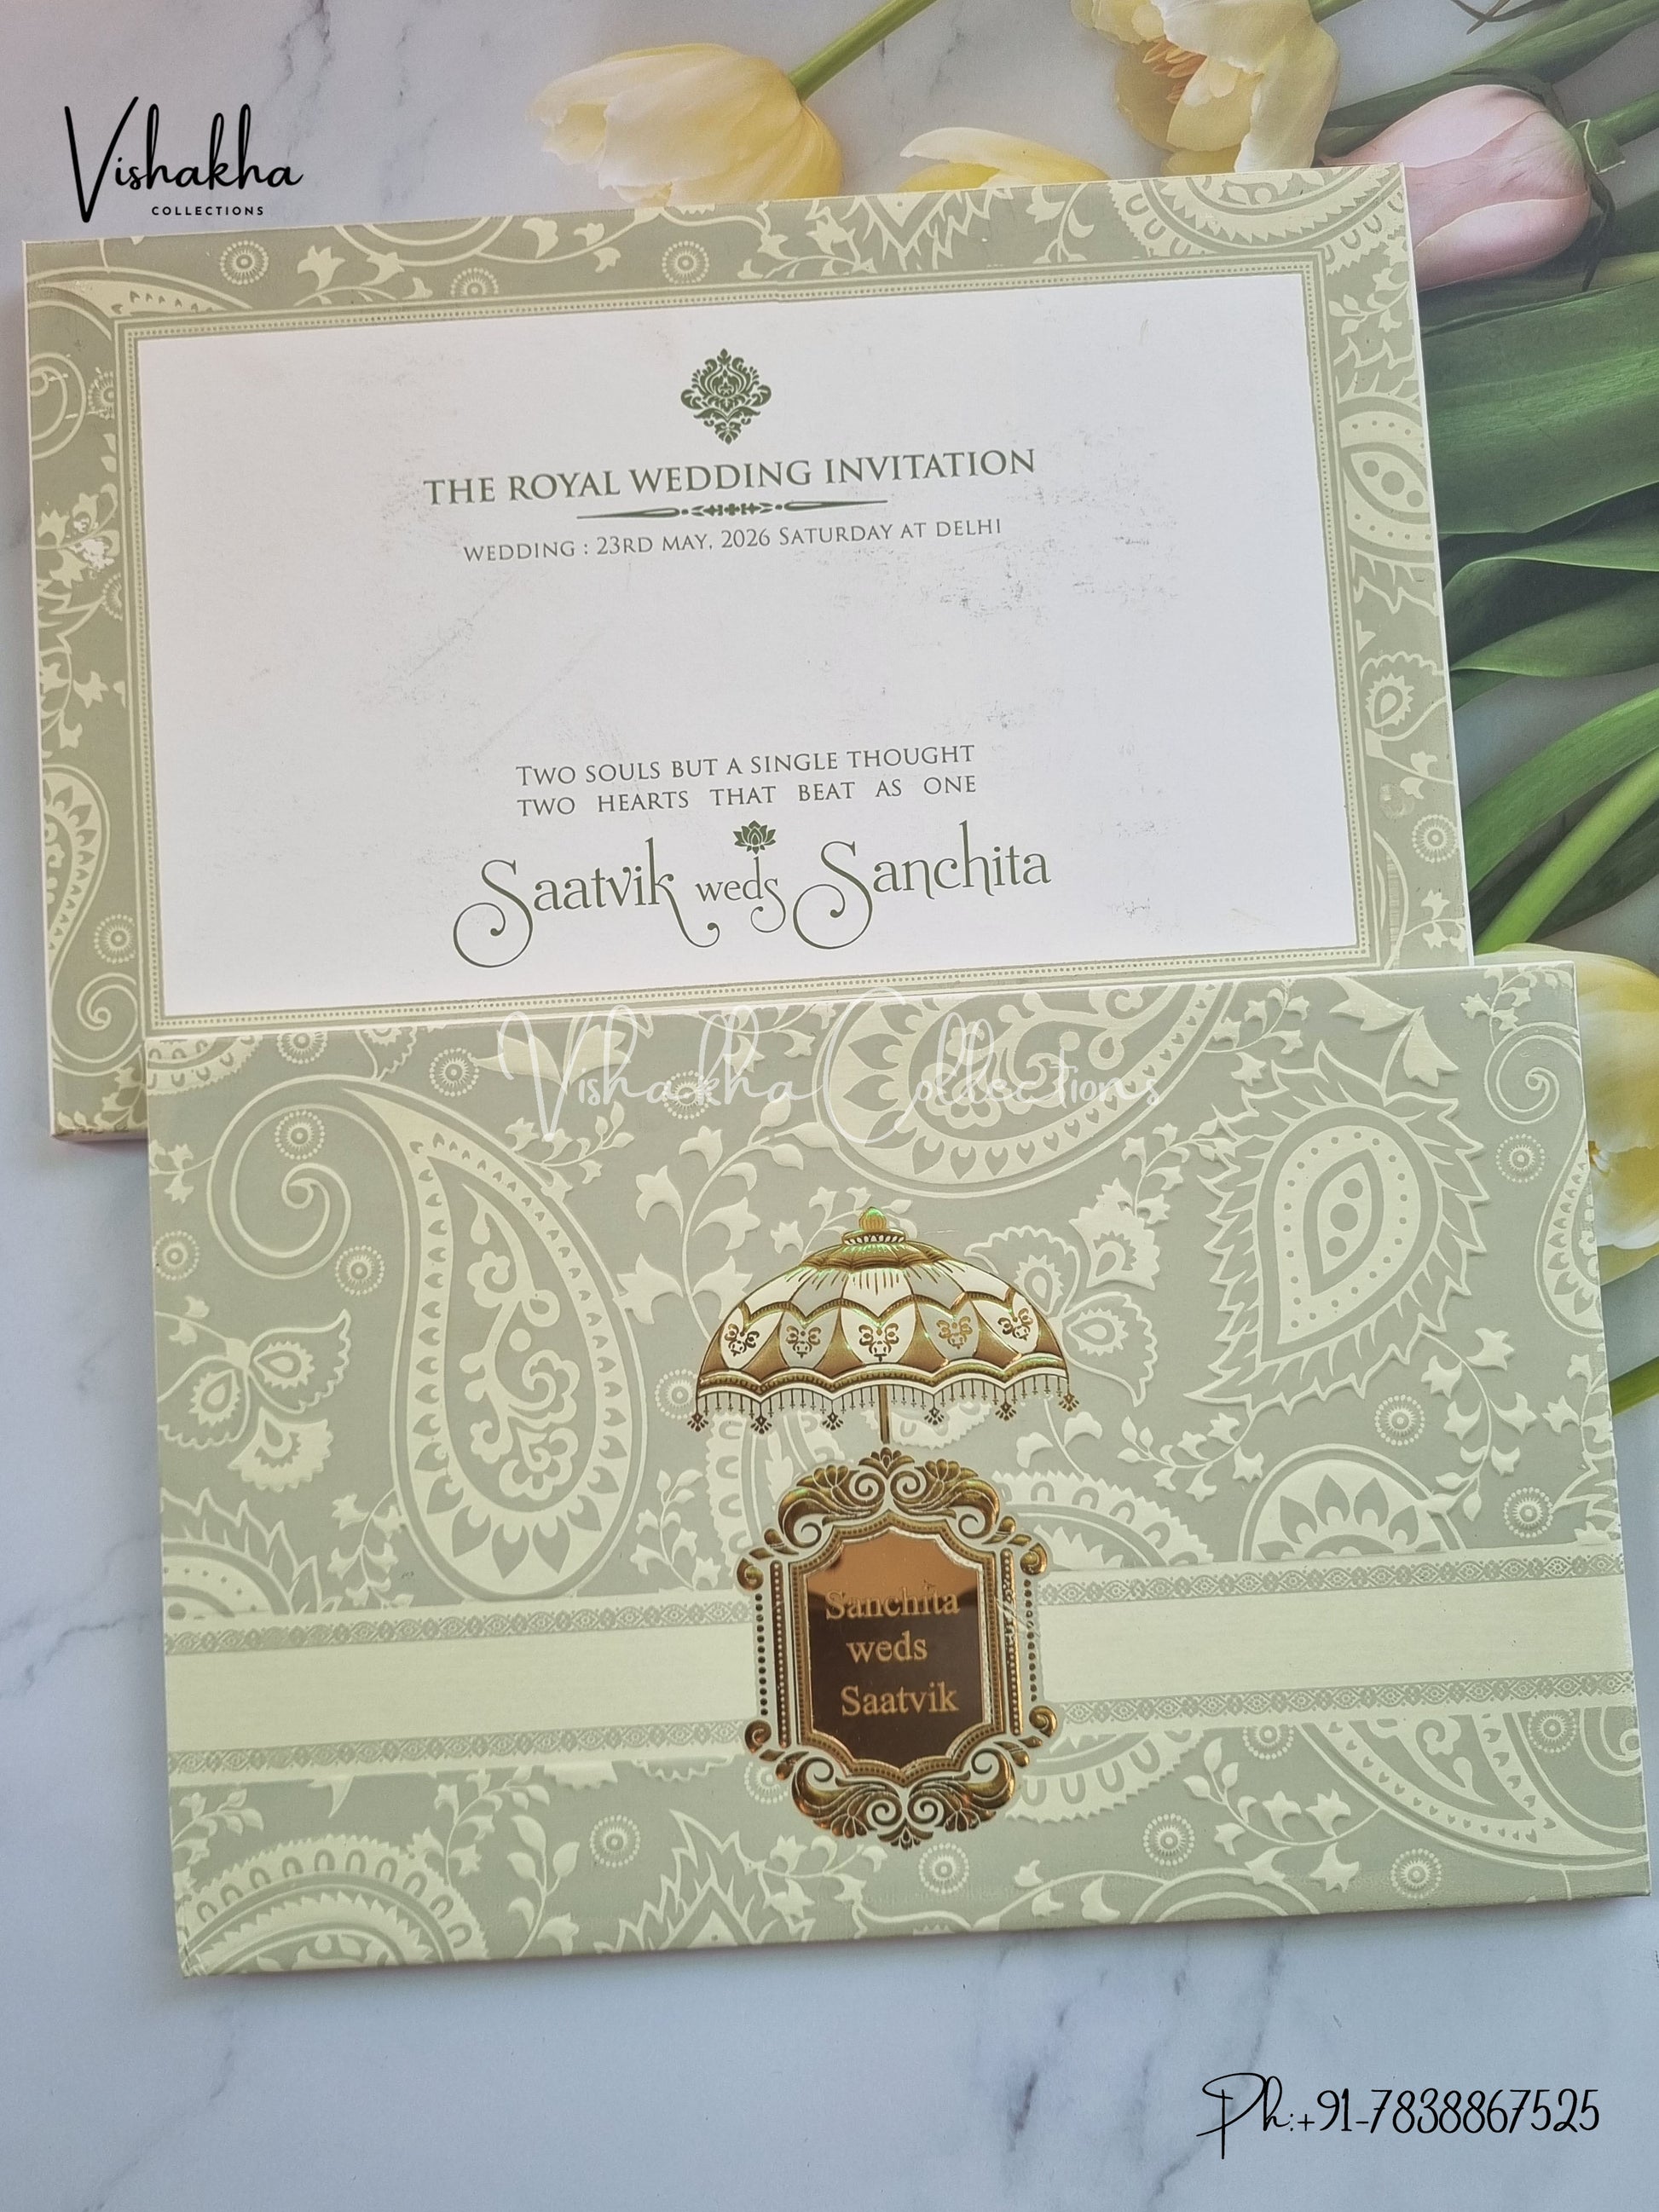 Vishakha
COLLECTIONS
THE ROYAL WEDDING INVITATION
WEDDING : 23RD MAY, 2026 SATURDAY AT DELHI
TWO SOULS BUT A SINGLE THOUGHT
TWO HEARTS THAT BEAT AS ONE
Saatvik weds Sanchita
Vishakha Collections
Sanchita
weds
Saatvik
Ph:+91-7838867525